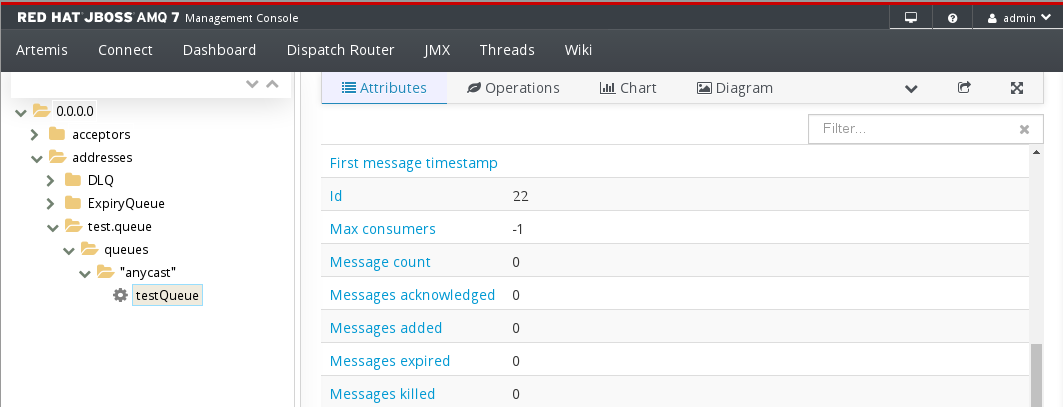 RED HAT JBOSS AMQ 7 Management Console
admin
Artemis Connect Dashboard Dispatch Router JMX Threads Wiki
0.0.0.0
acceptors
addresses
DLQ
ExpiryQueue
test.queue
queues
"anycast"
testQueue
Attributes Operations Chart Diagram
Filter...
First message timestamp
Id 22
Max consumers -1
Message count 0
Messages acknowledged 0
Messages added 0
Messages expired 0
Messages killed 0